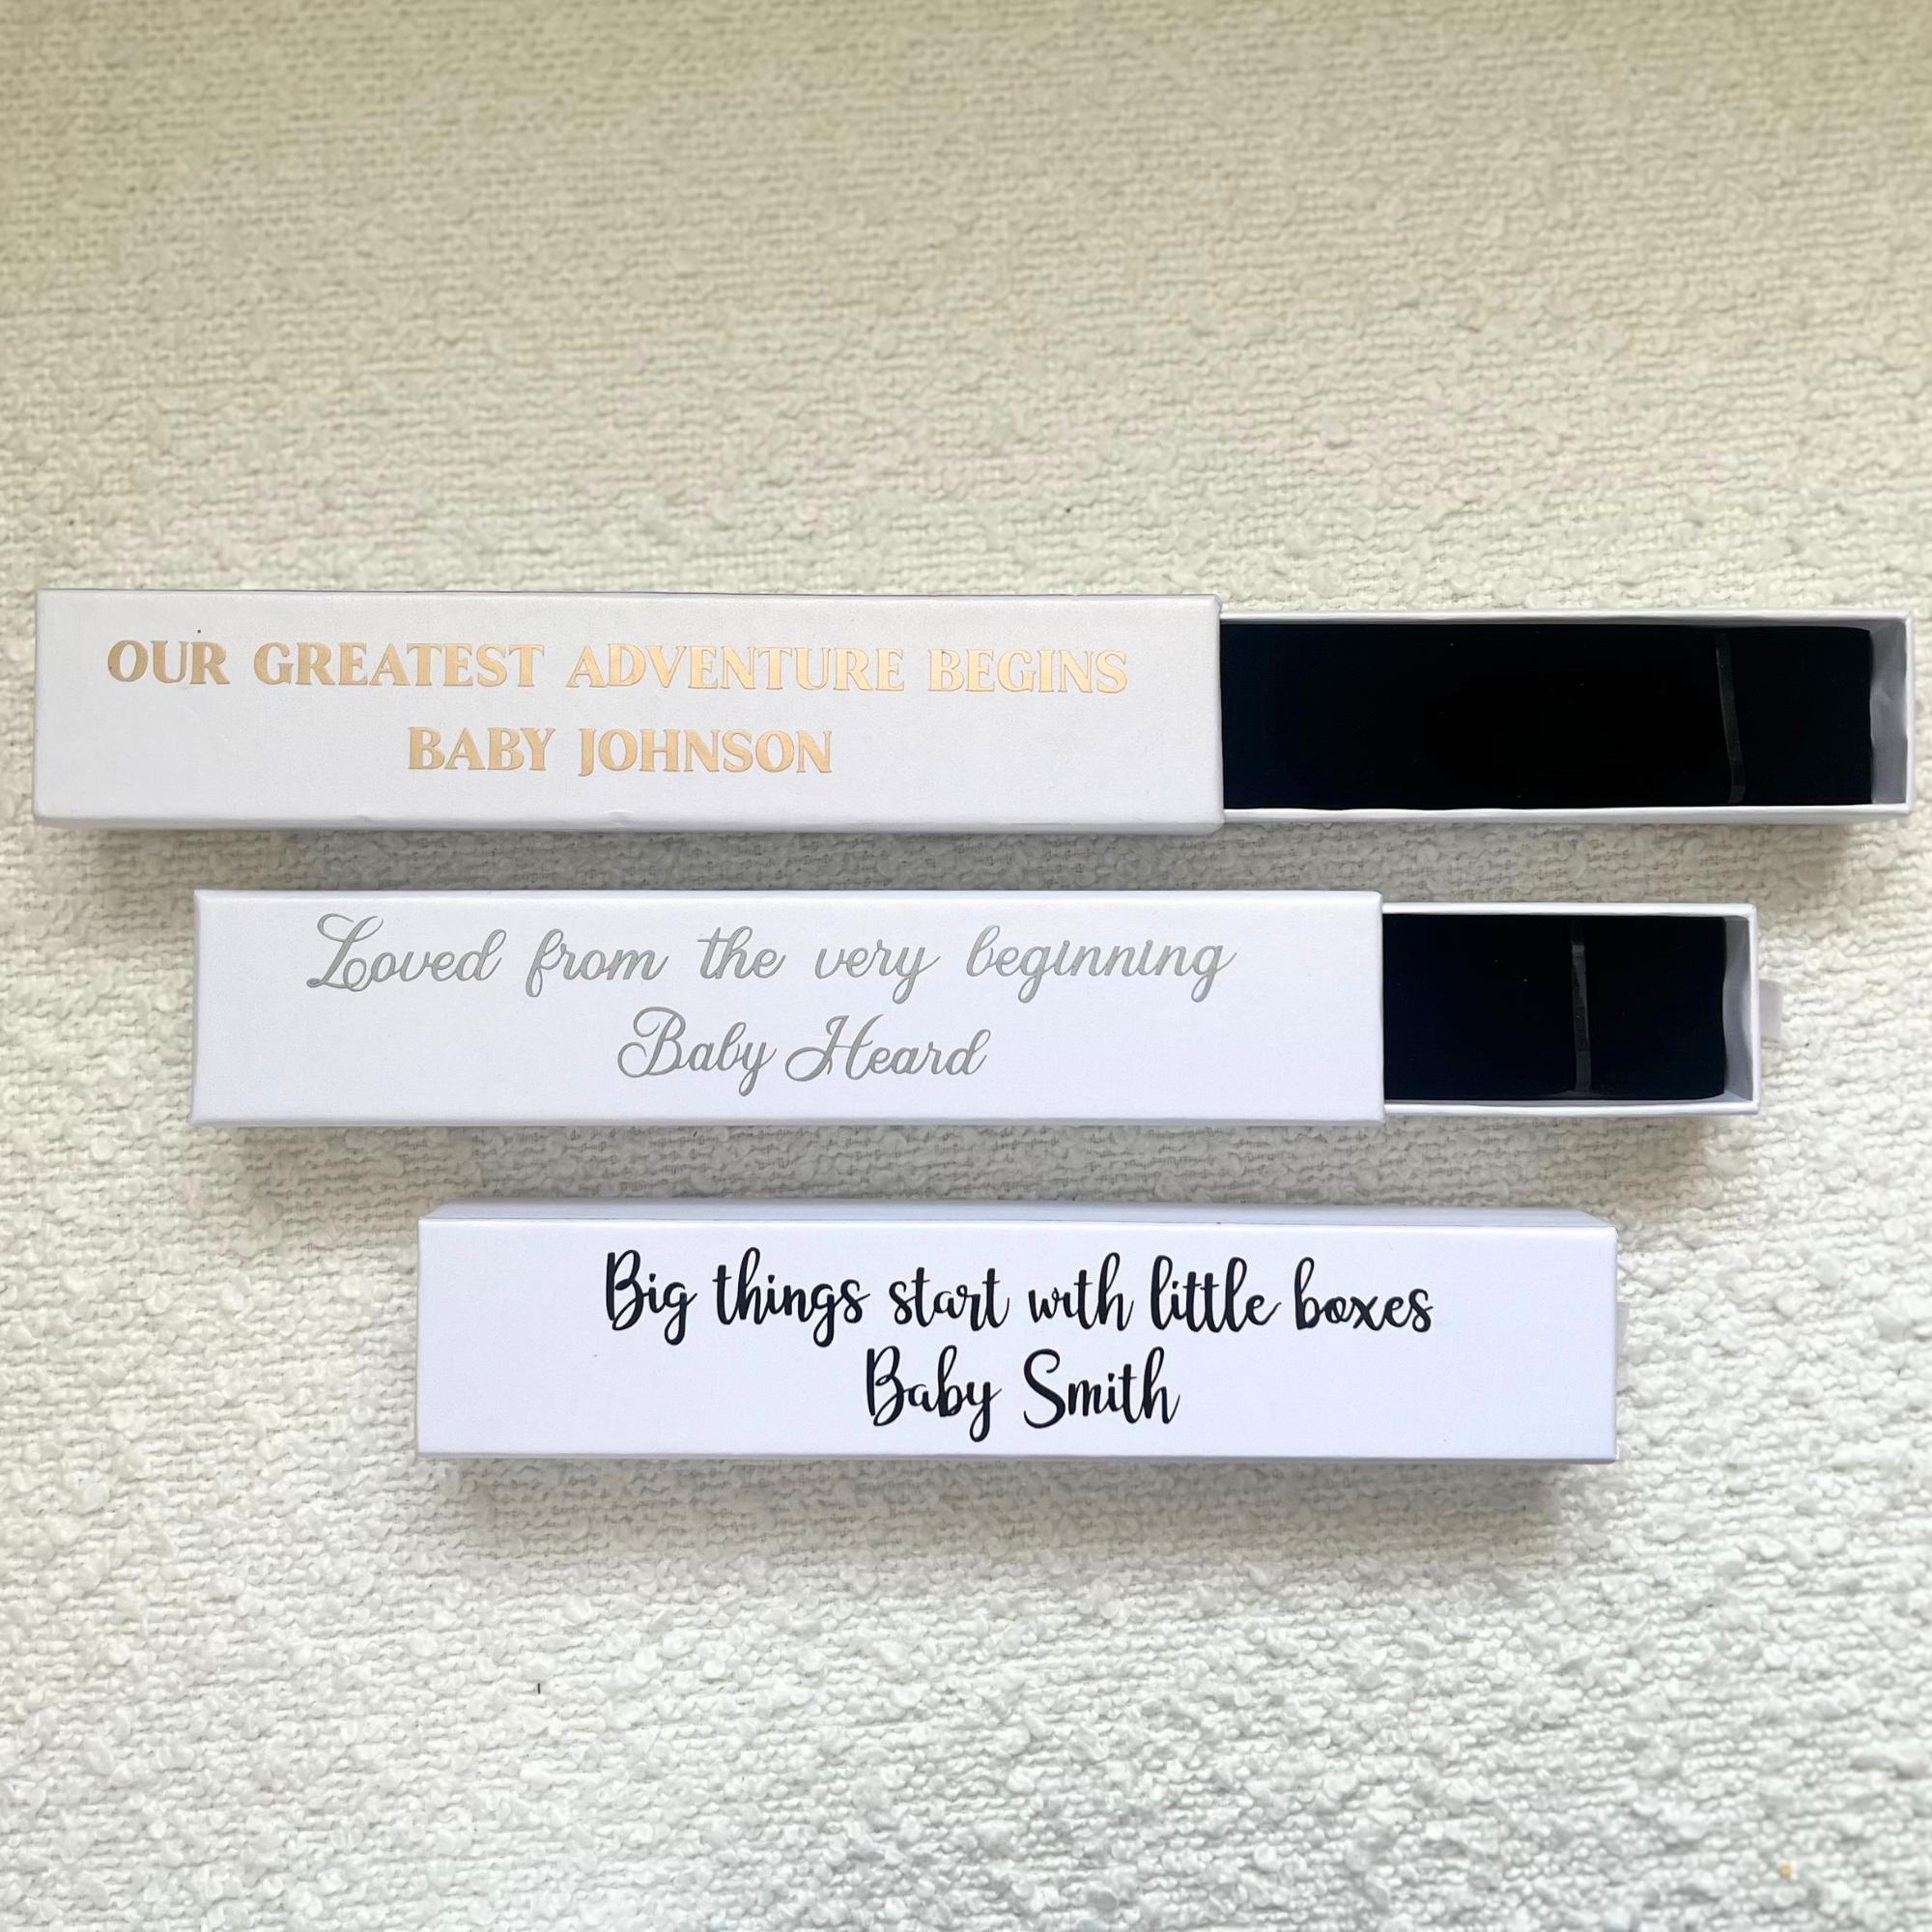 OUR GREATEST ADVENTURE BEGINS
BABY JOHNSON
Loved from the very beginning
Baby Heard
Big things start with little boxes
Baby Smith